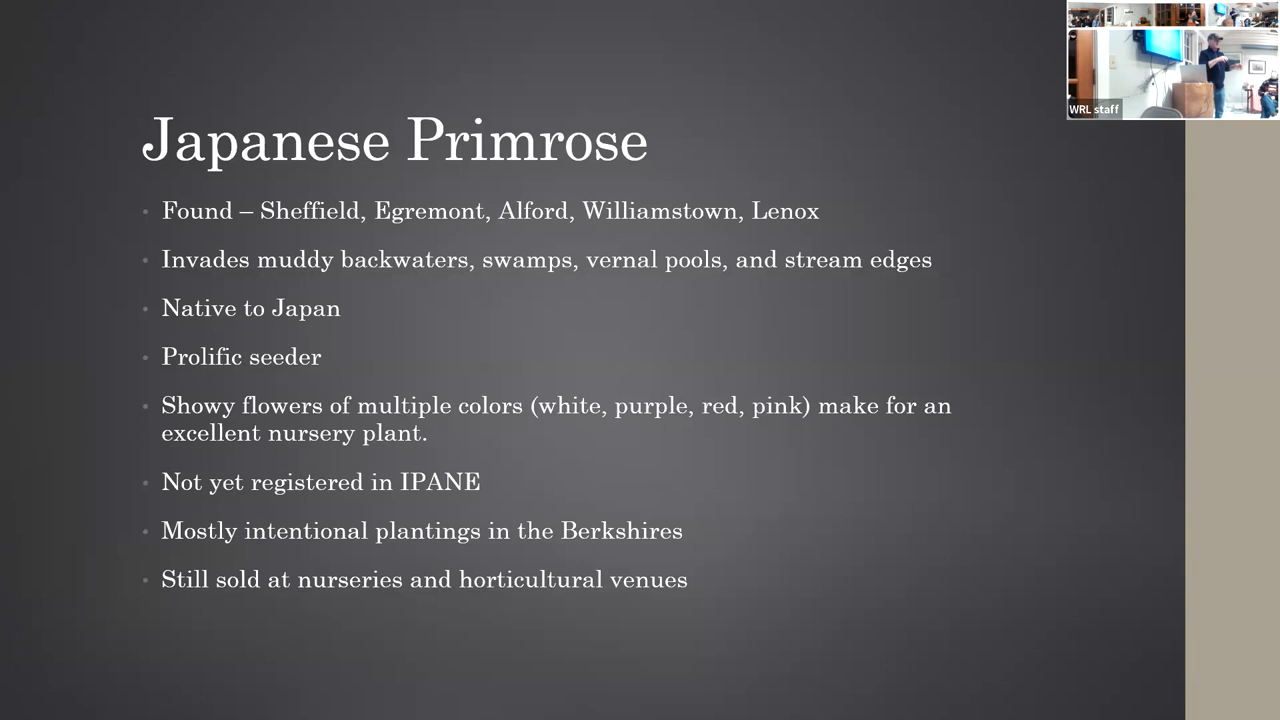 WRL staff
Japanese Primrose
• Found – Sheffield, Egremont, Alford, Williamstown, Lenox
• Invades muddy backwaters, swamps, vernal pools, and stream edges
• Native to Japan
• Prolific seeder
• Showy flowers of multiple colors (white, purple, red, pink) make for an
excellent nursery plant.
• Not yet registered in IPANE
• Mostly intentional plantings in the Berkshires
• Still sold at nurseries and horticultural venues